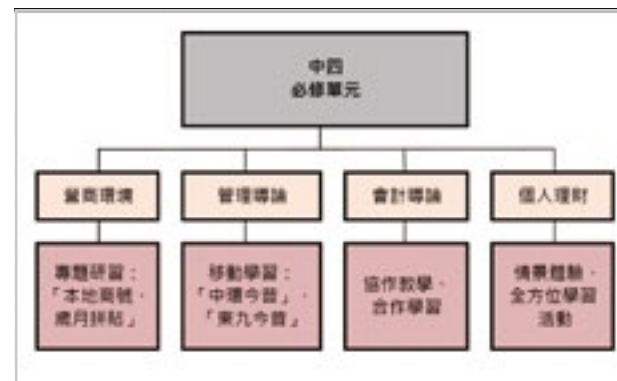 中四
必修單元
營商環境
管理導論
會計導論
個人理財
專題研習：
「本地商號．
歲月拼貼」
移動學習：
「中環今昔」．
「東九今昔」
協作教學．
合作學習
情景體驗．
全方位學習
活動